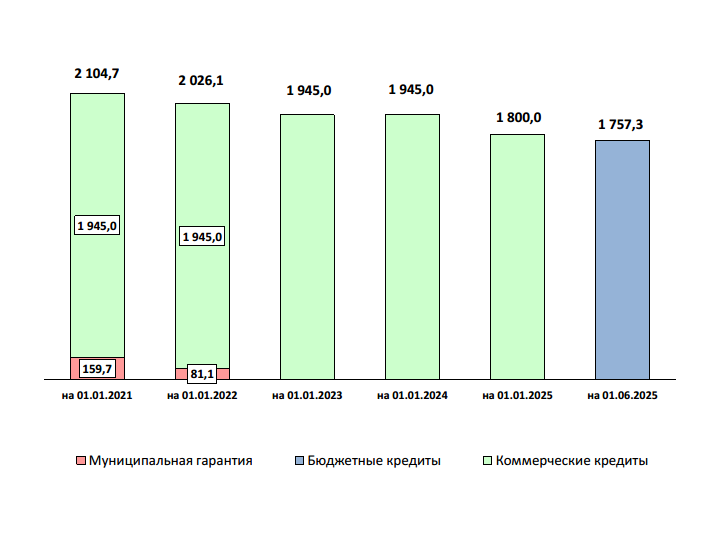 2 104,7
2 026,1
1 945,0
1 945,0
1 800,0
1 757,3
1 945,0
1 945,0
159,7
81,1
на 01.01.2021
на 01.01.2022
на 01.01.2023
на 01.01.2024
на 01.01.2025
на 01.06.2025
Муниципальная гарантия
Бюджетные кредиты
Коммерческие кредиты